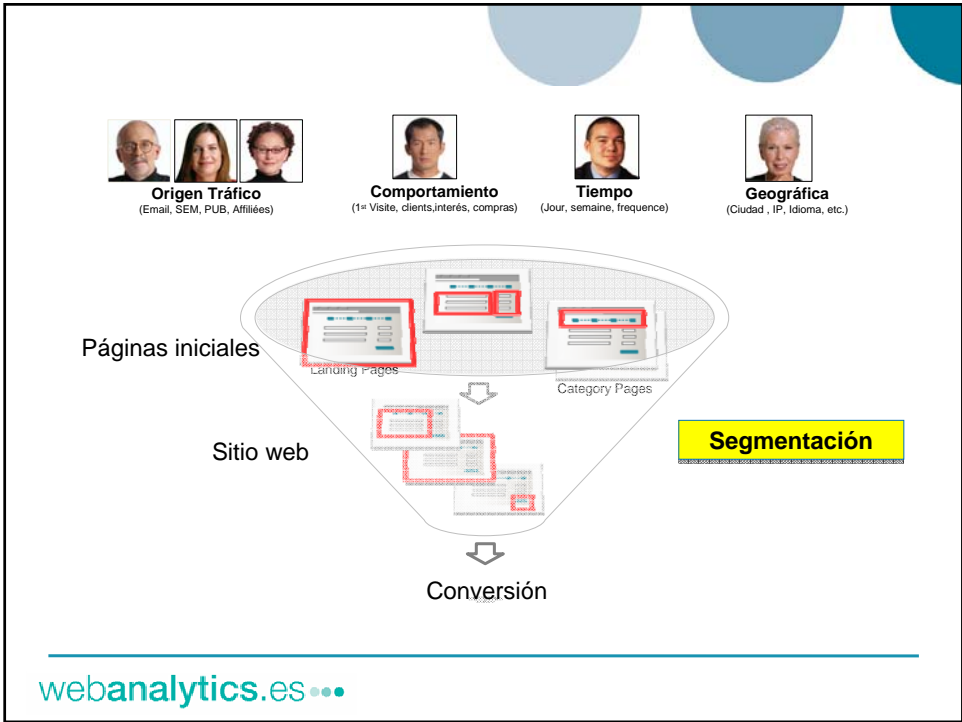 Origen Tráfico
(Email, SEM, PUB, Affiliées)
Comportamiento
(1st Visite, clients,interés, compras)
Tiempo
(Jour, semaine, frequence)
Geográfica
(Ciudad , IP, Idioma, etc.)
Páginas iniciales
Landing Pages
Category Pages
Sitio web
Segmentación
Conversión
webanalytics.es